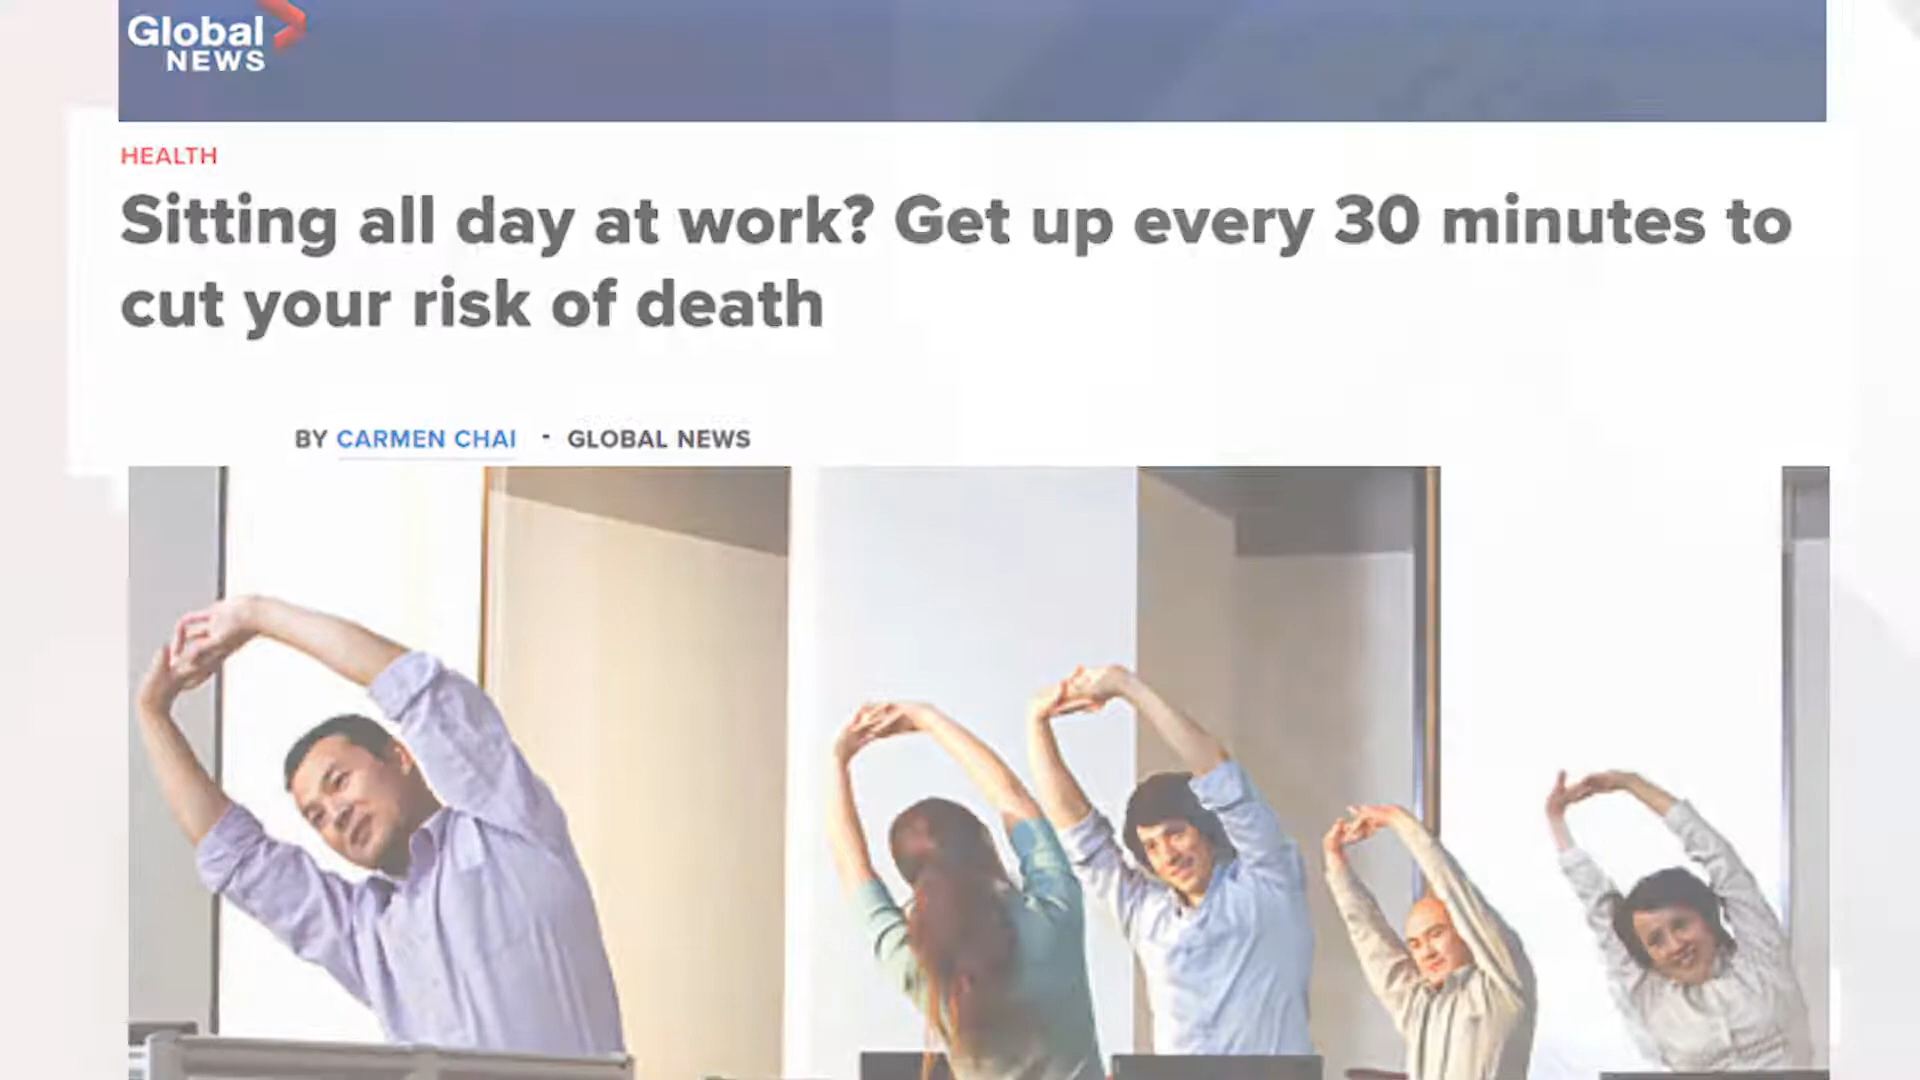 Global
NEWS
HEALTH
Sitting all day at work? Get up every 30 minutes to
cut your risk of death
BY CARMEN CHAI - GLOBAL NEWS